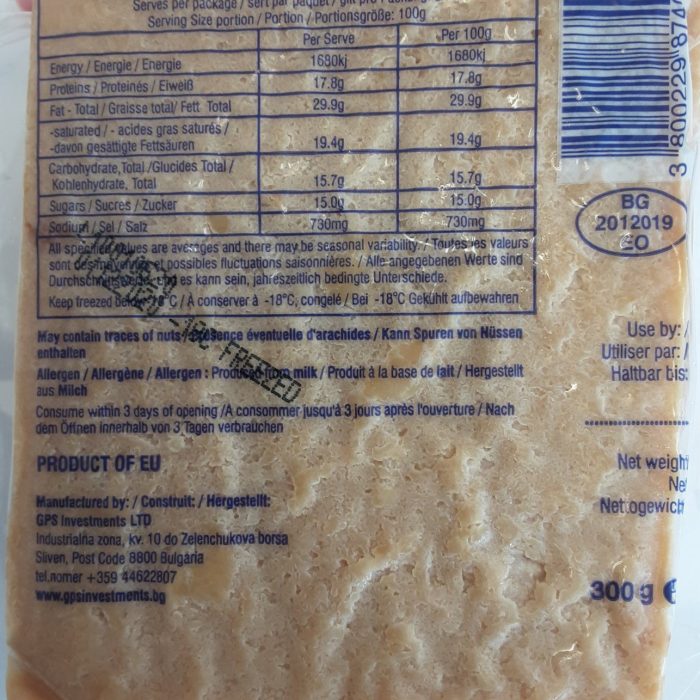 Serves per package / sert par paquet /
Serving Size portion / Portion / Portionsgröße: 100g
Per Serve Per 100g
Energy / Energie / Energie 1680kj 1680kj
Proteins / Proteinés / Eiweiß 17.8g 17.8g
Fat - Total / Graisse total/ Fett Total 29.9g 29.9g
-saturated / - acides gras saturés /
-davon gesättigte Fettsäuren 19.4g 19.4g
Carbohydrate, Total /Glucides Total /
Kohlenhydrate, Total 15.7g 15.7g
Sugars / Sucres / Zucker 15.0g 15.0g
Sodium / Sel / Salz 730mg 730mg
All specified values are averages and there may be seasonal variability. / Toutes les valeurs
sont des et possibles fluctuations saisonnières. / Alle angegebenen Werte sind
es kann sein, jahreszeitlich bedingte Unterschiede.
Keep freezed °C / À conserver à -18°C, congelé / Bei -18°C Gekühlt aufbewahren
-18C FREEZED
May contain traces of nuts / Présence éventuelle d'arachides / Kann Spuren von Nüssen
enthalten
Allergen / Allergène / Allergen : Produced from milk / Produit à la base de lait / Hergestellt
aus Milch
Consume within 3 days of opening /A consommer jusqu'à 3 jours après l'ouverture / Nach
dem Öffnen innerhalb von 3 Tagen verbrauchen
PRODUCT OF EU
Manufactured by: / Construit: / Hergestellt:
GPS Investments LTD
Industrialna zona, kv. 10 do Zelenchukova borsa
Sliven, Post Code 8800 Bulgaria
tel.nomer +359 44622807
www.gpsinvestments.bg
3 800229 874
BG
2012019
EO
Use by: /
Utiliser par: /
Haltbar bis:
Net weight
Nettogewicht
300 g e